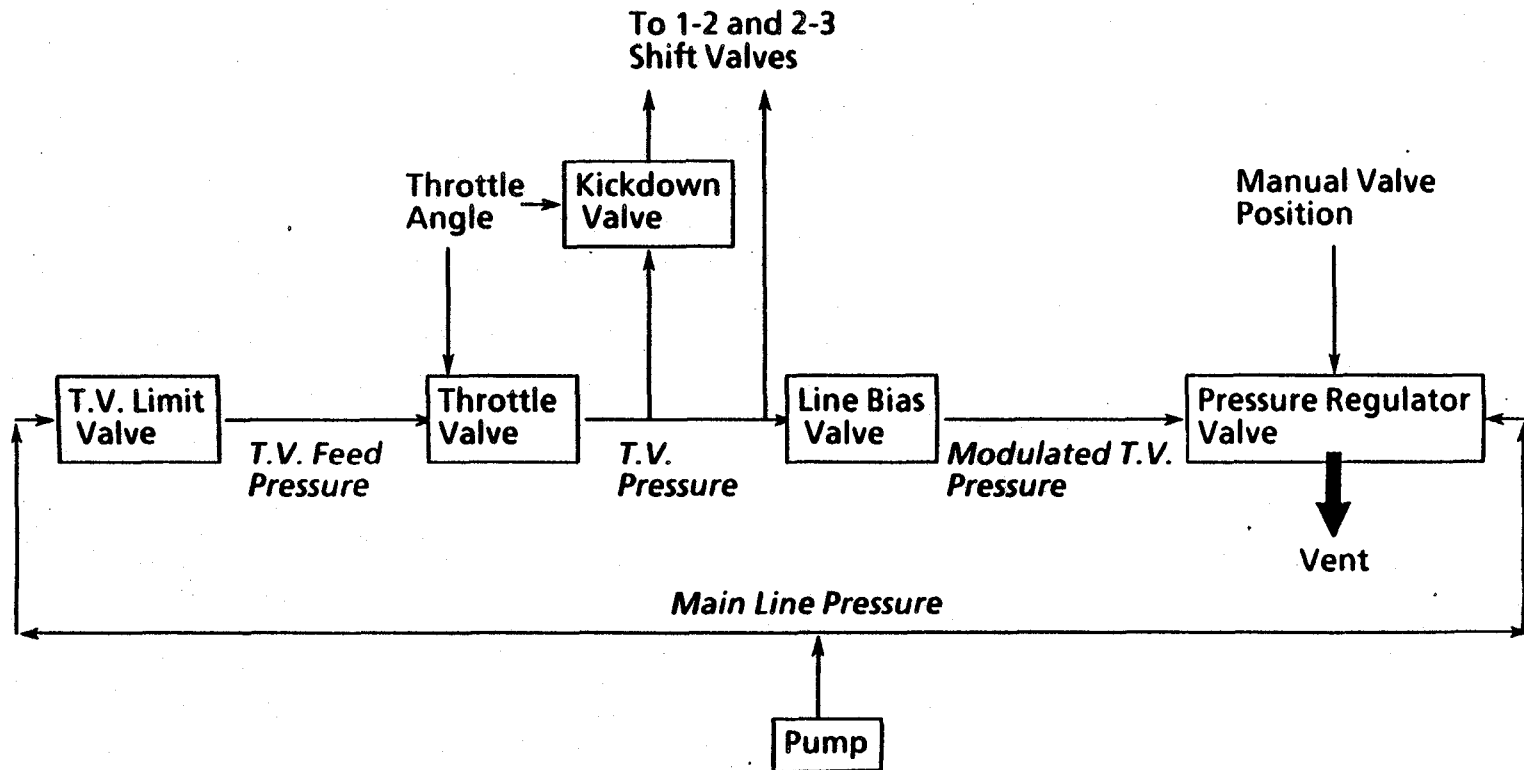 To 1-2 and 2-3
Shift Valves
Throttle
Angle
Kickdown
Valve
Manual Valve
Position
T.V. Limit
Valve
T.V. Feed
Pressure
Throttle
Valve
T.V.
Pressure
Line Bias
Valve
Modulated T.V.
Pressure
Pressure Regulator
Valve
Vent
Main Line Pressure
Pump